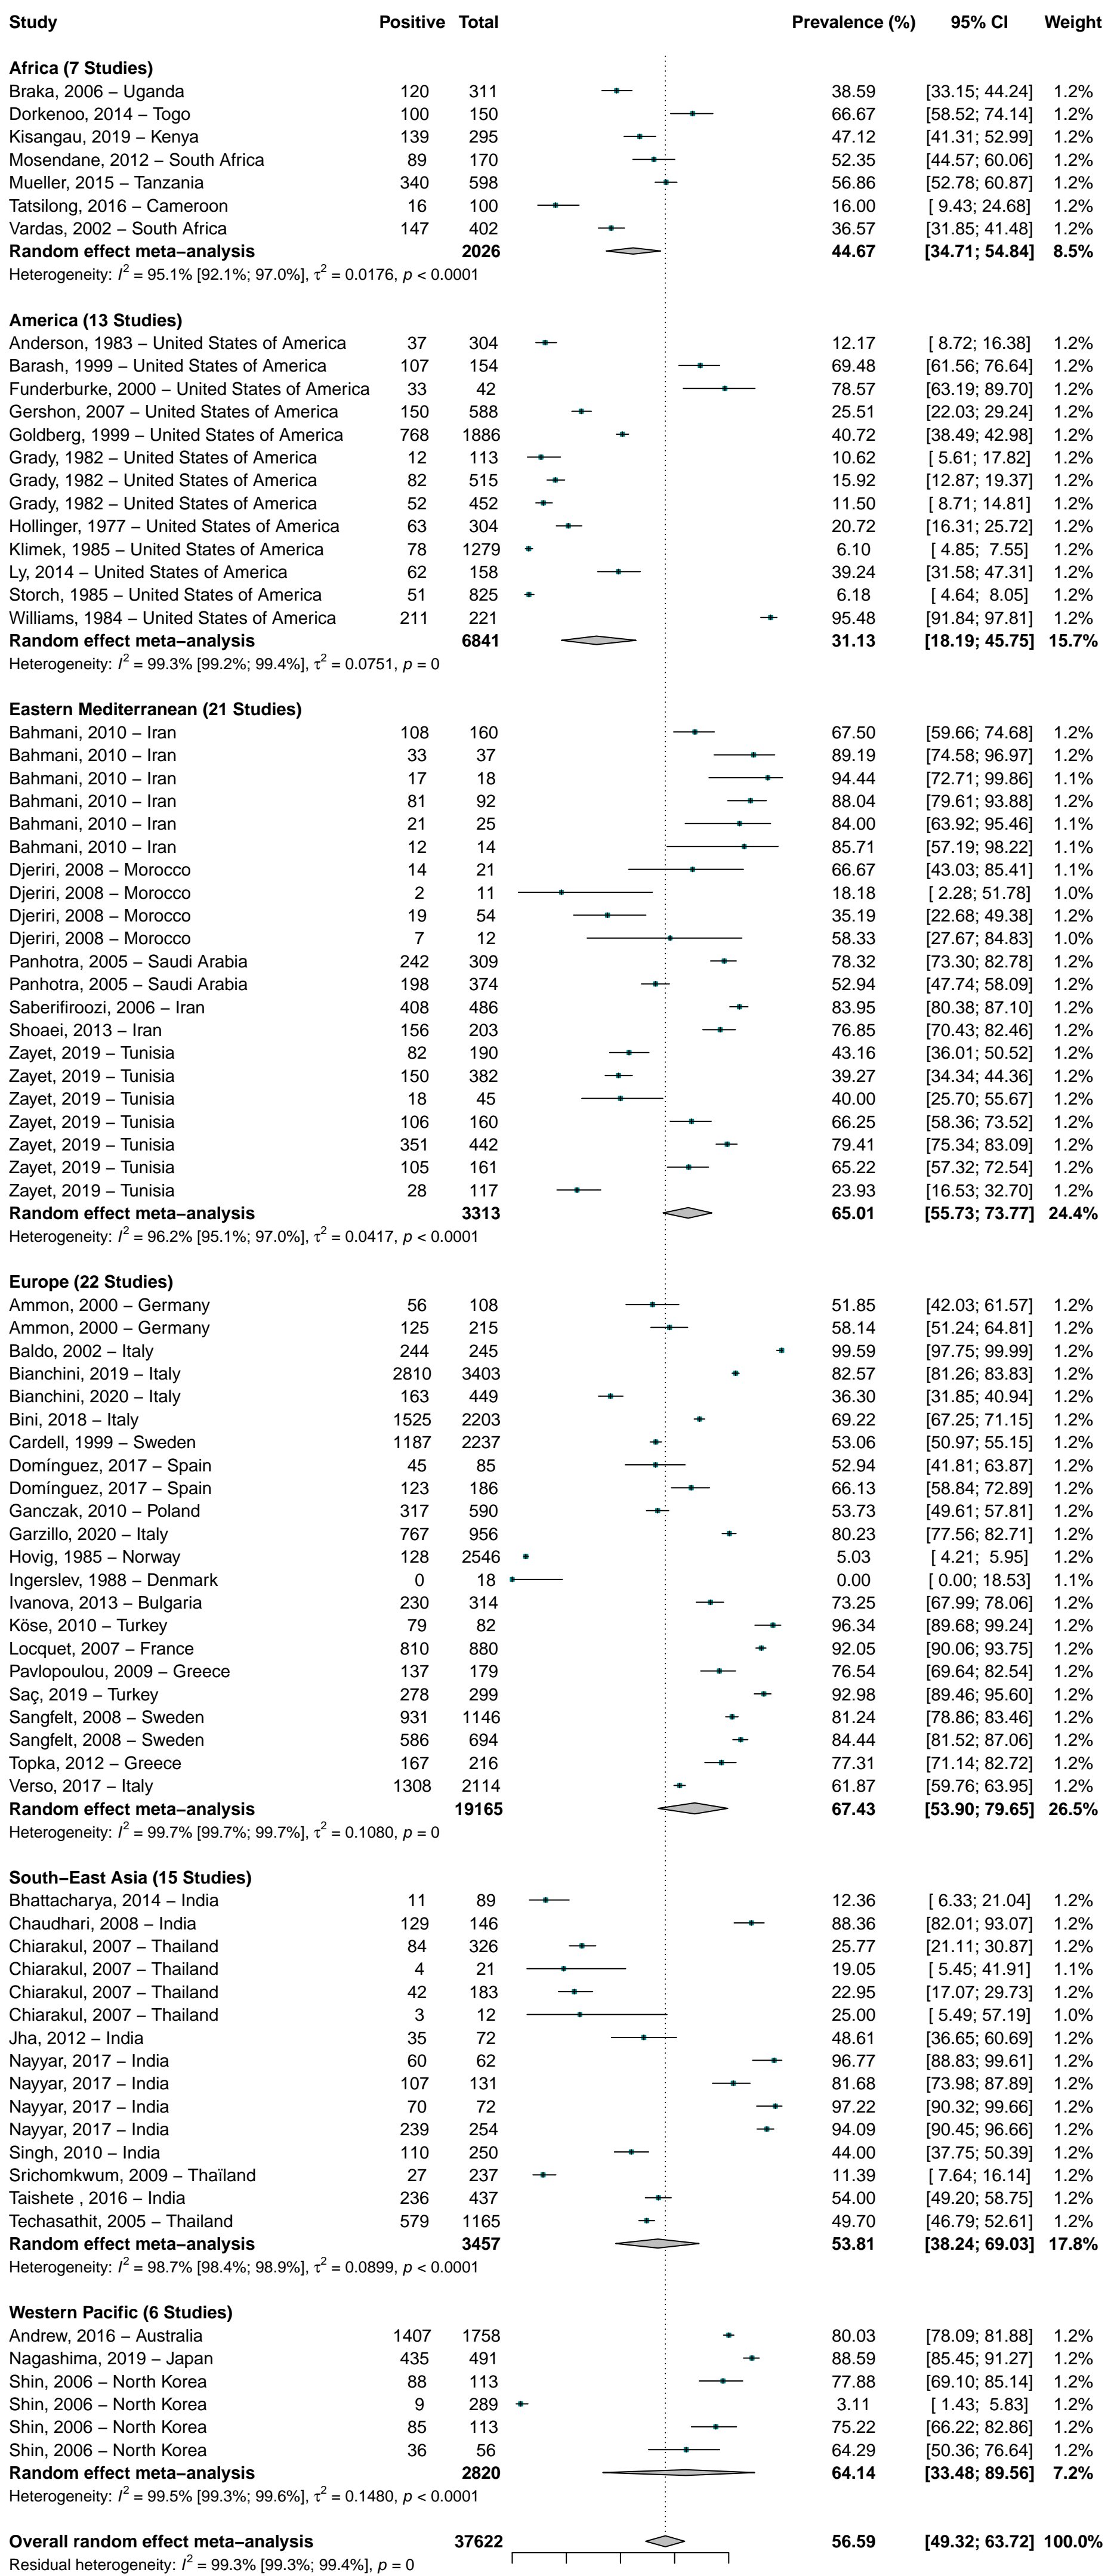 Study Positive Total Prevalence (%) 95% CI Weight
Africa (7 Studies)
Braka, 2006 – Uganda 120 311 38.59 [33.15; 44.24] 1.2%
Dorkenoo, 2014 – Togo 100 150 66.67 [58.52; 74.14] 1.2%
Kisangau, 2019 – Kenya 139 295 47.12 [41.31; 52.99] 1.2%
Mosendane, 2012 – South Africa 89 170 52.35 [44.57; 60.06] 1.2%
Mueller, 2015 – Tanzania 340 598 56.86 [52.78; 60.87] 1.2%
Tatsilong, 2016 – Cameroon 16 100 16.00 [ 9.43; 24.68] 1.2%
Vardas, 2002 – South Africa 147 402 36.57 [31.85; 41.48] 1.2%
Random effect meta–analysis 2026 44.67 [34.71; 54.84] 8.5%
Heterogeneity: I² = 95.1% [92.1%; 97.0%], τ² = 0.0176, p < 0.0001
America (13 Studies)
Anderson, 1983 – United States of America 37 304 12.17 [ 8.72; 16.38] 1.2%
Barash, 1999 – United States of America 107 154 69.48 [61.56; 76.64] 1.2%
Funderburke, 2000 – United States of America 33 42 78.57 [63.19; 89.70] 1.2%
Gershon, 2007 – United States of America 150 588 25.51 [22.03; 29.24] 1.2%
Goldberg, 1999 – United States of America 768 1886 40.72 [38.49; 42.98] 1.2%
Grady, 1982 – United States of America 12 113 10.62 [ 5.61; 17.82] 1.2%
Grady, 1982 – United States of America 82 515 15.92 [12.87; 19.37] 1.2%
Grady, 1982 – United States of America 52 452 11.50 [ 8.71; 14.81] 1.2%
Hollinger, 1977 – United States of America 63 304 20.72 [16.31; 25.72] 1.2%
Klimek, 1985 – United States of America 78 1279 6.10 [ 4.85; 7.55] 1.2%
Ly, 2014 – United States of America 62 158 39.24 [31.58; 47.31] 1.2%
Storch, 1985 – United States of America 51 825 6.18 [ 4.64; 8.05] 1.2%
Williams, 1984 – United States of America 211 221 95.48 [91.84; 97.81] 1.2%
Random effect meta–analysis 6841 31.13 [18.19; 45.75] 15.7%
Heterogeneity: I² = 99.3% [99.2%; 99.4%], τ² = 0.0751, p = 0
Eastern Mediterranean (21 Studies)
Bahmani, 2010 – Iran 108 160 67.50 [59.66; 74.68] 1.2%
Bahmani, 2010 – Iran 33 37 89.19 [74.58; 96.97] 1.2%
Bahmani, 2010 – Iran 17 18 94.44 [72.71; 99.86] 1.1%
Bahmani, 2010 – Iran 81 92 88.04 [79.61; 93.88] 1.2%
Bahmani, 2010 – Iran 21 25 84.00 [63.92; 95.46] 1.1%
Bahmani, 2010 – Iran 12 14 85.71 [57.19; 98.22] 1.1%
Djeriri, 2008 – Morocco 14 21 66.67 [43.03; 85.41] 1.1%
Djeriri, 2008 – Morocco 2 11 18.18 [ 2.28; 51.78] 1.0%
Djeriri, 2008 – Morocco 19 54 35.19 [22.68; 49.38] 1.2%
Djeriri, 2008 – Morocco 7 12 58.33 [27.67; 84.83] 1.0%
Panhotra, 2005 – Saudi Arabia 242 309 78.32 [73.30; 82.78] 1.2%
Panhotra, 2005 – Saudi Arabia 198 374 52.94 [47.74; 58.09] 1.2%
Saberifiroozi, 2006 – Iran 408 486 83.95 [80.38; 87.10] 1.2%
Shoaei, 2013 – Iran 156 203 76.85 [70.43; 82.46] 1.2%
Zayet, 2019 – Tunisia 82 190 43.16 [36.01; 50.52] 1.2%
Zayet, 2019 – Tunisia 150 382 39.27 [34.34; 44.36] 1.2%
Zayet, 2019 – Tunisia 18 45 40.00 [25.70; 55.67] 1.2%
Zayet, 2019 – Tunisia 106 160 66.25 [58.36; 73.52] 1.2%
Zayet, 2019 – Tunisia 351 442 79.41 [75.34; 83.09] 1.2%
Zayet, 2019 – Tunisia 105 161 65.22 [57.32; 72.54] 1.2%
Zayet, 2019 – Tunisia 28 117 23.93 [16.53; 32.70] 1.2%
Random effect meta–analysis 3313 65.01 [55.73; 73.77] 24.4%
Heterogeneity: I² = 96.2% [95.1%; 97.0%], τ² = 0.0417, p < 0.0001
Europe (22 Studies)
Ammon, 2000 – Germany 56 108 51.85 [42.03; 61.57] 1.2%
Ammon, 2000 – Germany 125 215 58.14 [51.24; 64.81] 1.2%
Baldo, 2002 – Italy 244 245 99.59 [97.75; 99.99] 1.2%
Bianchini, 2019 – Italy 2810 3403 82.57 [81.26; 83.83] 1.2%
Bianchini, 2020 – Italy 163 449 36.30 [31.85; 40.94] 1.2%
Bini, 2018 – Italy 1525 2203 69.22 [67.25; 71.15] 1.2%
Cardell, 1999 – Sweden 1187 2237 53.06 [50.97; 55.15] 1.2%
Domínguez, 2017 – Spain 45 85 52.94 [41.81; 63.87] 1.2%
Domínguez, 2017 – Spain 123 186 66.13 [58.84; 72.89] 1.2%
Ganczak, 2010 – Poland 317 590 53.73 [49.61; 57.81] 1.2%
Garzillo, 2020 – Italy 767 956 80.23 [77.56; 82.71] 1.2%
Hovig, 1985 – Norway 128 2546 5.03 [ 4.21; 5.95] 1.2%
Ingerslev, 1988 – Denmark 0 18 0.00 [ 0.00; 18.53] 1.1%
Ivanova, 2013 – Bulgaria 230 314 73.25 [67.99; 78.06] 1.2%
Köse, 2010 – Turkey 79 82 96.34 [89.68; 99.24] 1.2%
Locquet, 2007 – France 810 880 92.05 [90.06; 93.75] 1.2%
Pavlopoulou, 2009 – Greece 137 179 76.54 [69.64; 82.54] 1.2%
Saç, 2019 – Turkey 278 299 92.98 [89.46; 95.60] 1.2%
Sangfelt, 2008 – Sweden 931 1146 81.24 [78.86; 83.46] 1.2%
Sangfelt, 2008 – Sweden 586 694 84.44 [81.52; 87.06] 1.2%
Topka, 2012 – Greece 167 216 77.31 [71.14; 82.72] 1.2%
Verso, 2017 – Italy 1308 2114 61.87 [59.76; 63.95] 1.2%
Random effect meta–analysis 19165 67.43 [53.90; 79.65] 26.5%
Heterogeneity: I² = 99.7% [99.7%; 99.7%], τ² = 0.1080, p = 0
South–East Asia (15 Studies)
Bhattacharya, 2014 – India 11 89 12.36 [ 6.33; 21.04] 1.2%
Chaudhari, 2008 – India 129 146 88.36 [82.01; 93.07] 1.2%
Chiarakul, 2007 – Thailand 84 326 25.77 [21.11; 30.87] 1.2%
Chiarakul, 2007 – Thailand 4 21 19.05 [ 5.45; 41.91] 1.1%
Chiarakul, 2007 – Thailand 42 183 22.95 [17.07; 29.73] 1.2%
Chiarakul, 2007 – Thailand 3 12 25.00 [ 5.49; 57.19] 1.0%
Jha, 2012 – India 35 72 48.61 [36.65; 60.69] 1.2%
Nayyar, 2017 – India 60 62 96.77 [88.83; 99.61] 1.2%
Nayyar, 2017 – India 107 131 81.68 [73.98; 87.89] 1.2%
Nayyar, 2017 – India 70 72 97.22 [90.32; 99.66] 1.2%
Nayyar, 2017 – India 239 254 94.09 [90.45; 96.66] 1.2%
Singh, 2010 – India 110 250 44.00 [37.75; 50.39] 1.2%
Srichomkwum, 2009 – Thaïland 27 237 11.39 [ 7.64; 16.14] 1.2%
Taishete , 2016 – India 236 437 54.00 [49.20; 58.75] 1.2%
Techasathit, 2005 – Thailand 579 1165 49.70 [46.79; 52.61] 1.2%
Random effect meta–analysis 3457 53.81 [38.24; 69.03] 17.8%
Heterogeneity: I² = 98.7% [98.4%; 98.9%], τ² = 0.0899, p < 0.0001
Western Pacific (6 Studies)
Andrew, 2016 – Australia 1407 1758 80.03 [78.09; 81.88] 1.2%
Nagashima, 2019 – Japan 435 491 88.59 [85.45; 91.27] 1.2%
Shin, 2006 – North Korea 88 113 77.88 [69.10; 85.14] 1.2%
Shin, 2006 – North Korea 9 289 3.11 [ 1.43; 5.83] 1.2%
Shin, 2006 – North Korea 85 113 75.22 [66.22; 82.86] 1.2%
Shin, 2006 – North Korea 36 56 64.29 [50.36; 76.64] 1.2%
Random effect meta–analysis 2820 64.14 [33.48; 89.56] 7.2%
Heterogeneity: I² = 99.5% [99.3%; 99.6%], τ² = 0.1480, p < 0.0001
Overall random effect meta–analysis 37622 56.59 [49.32; 63.72] 100.0%
Residual heterogeneity: I² = 99.3% [99.3%; 99.4%], p = 0